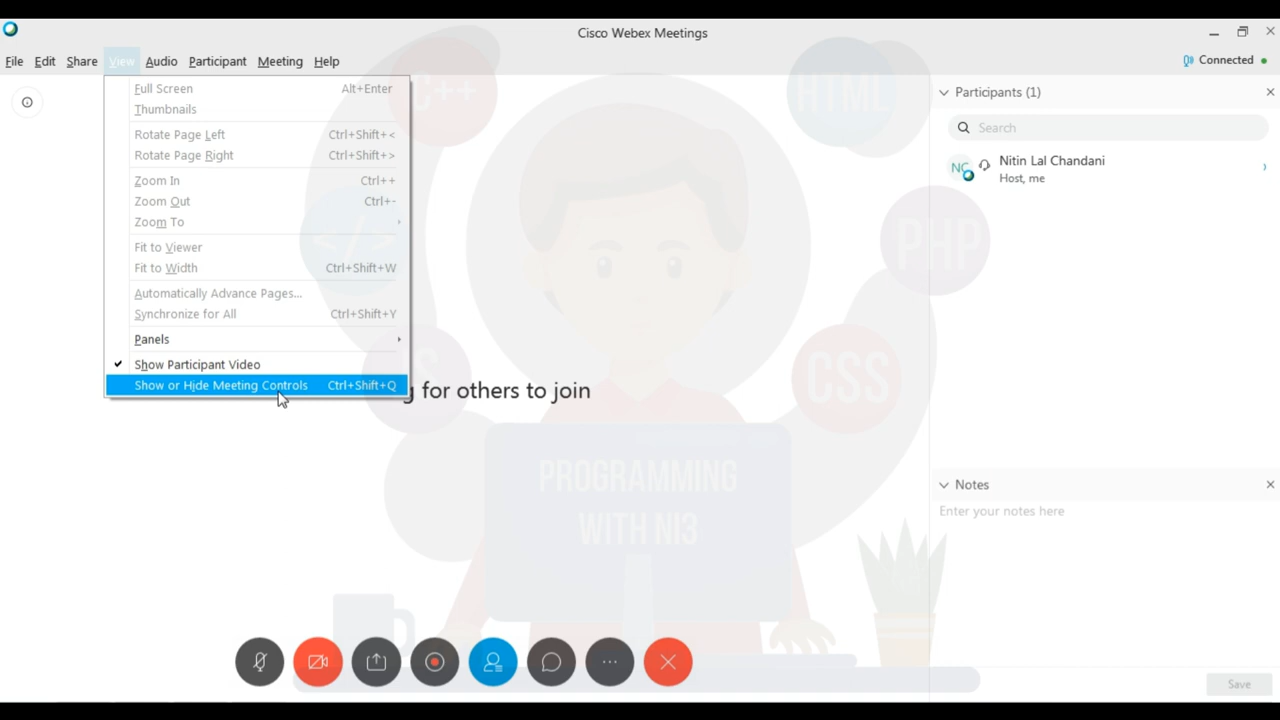 Cisco Webex Meetings
File Edit Share View Audio Participant Meeting Help
Connected
Full Screen Alt+Enter
Thumbnails
Rotate Page Left Ctrl+Shift+<
Rotate Page Right Ctrl+Shift+>
Zoom In Ctrl++
Zoom Out Ctrl+-
Zoom To
Fit to Viewer
Fit to Width Ctrl+Shift+W
Automatically Advance Pages...
Synchronize for All Ctrl+Shift+Y
Panels
Show Participant Video
Show or Hide Meeting Controls Ctrl+Shift+Q
g for others to join
Participants (1)
Search
NC
Nitin Lal Chandani
Host, me
Notes
Enter your notes here
Save
C++
HTML
</>
PHP
JS
CSS
PROGRAMMING
WITH NI3